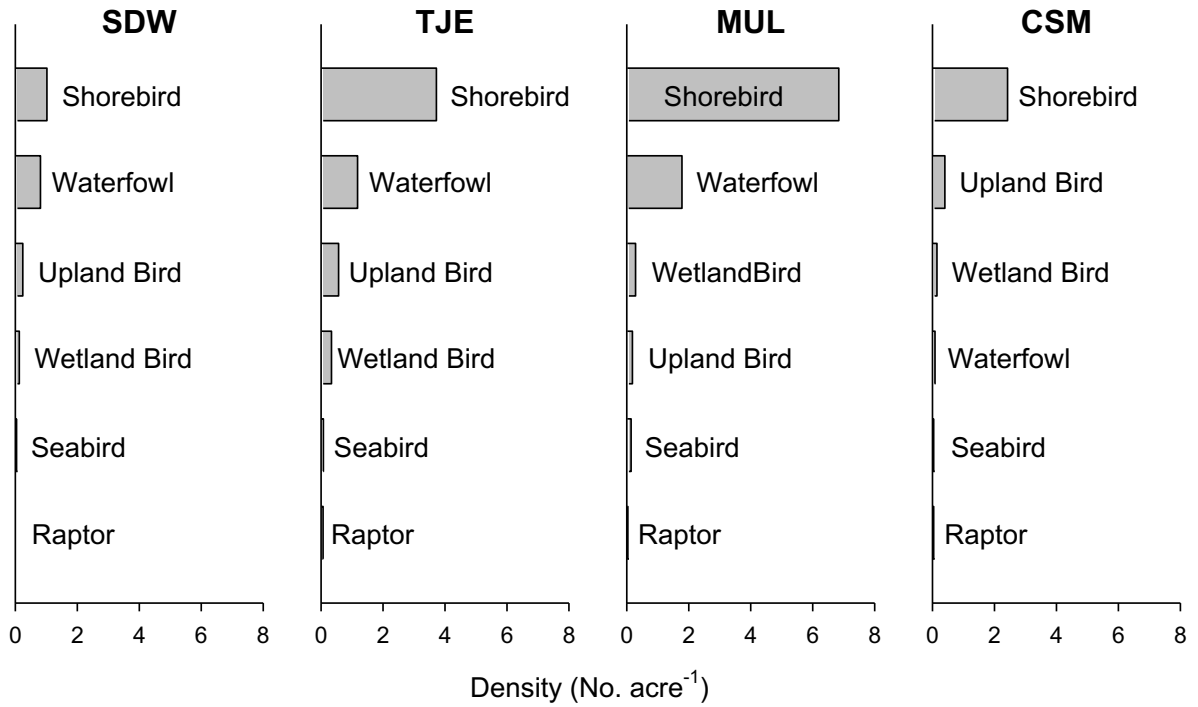 SDW TJE MUL CSM
Shorebird Shorebird Shorebird Shorebird
Waterfowl Waterfowl Waterfowl Upland Bird
Upland Bird Upland Bird WetlandBird Wetland Bird
Wetland Bird Wetland Bird Upland Bird Waterfowl
Seabird Seabird Seabird Seabird
Raptor Raptor Raptor Raptor
0 2 4 6 8 0 2 4 6 8 0 2 4 6 8 0 2 4 6 8
Density (No. acre⁻¹)